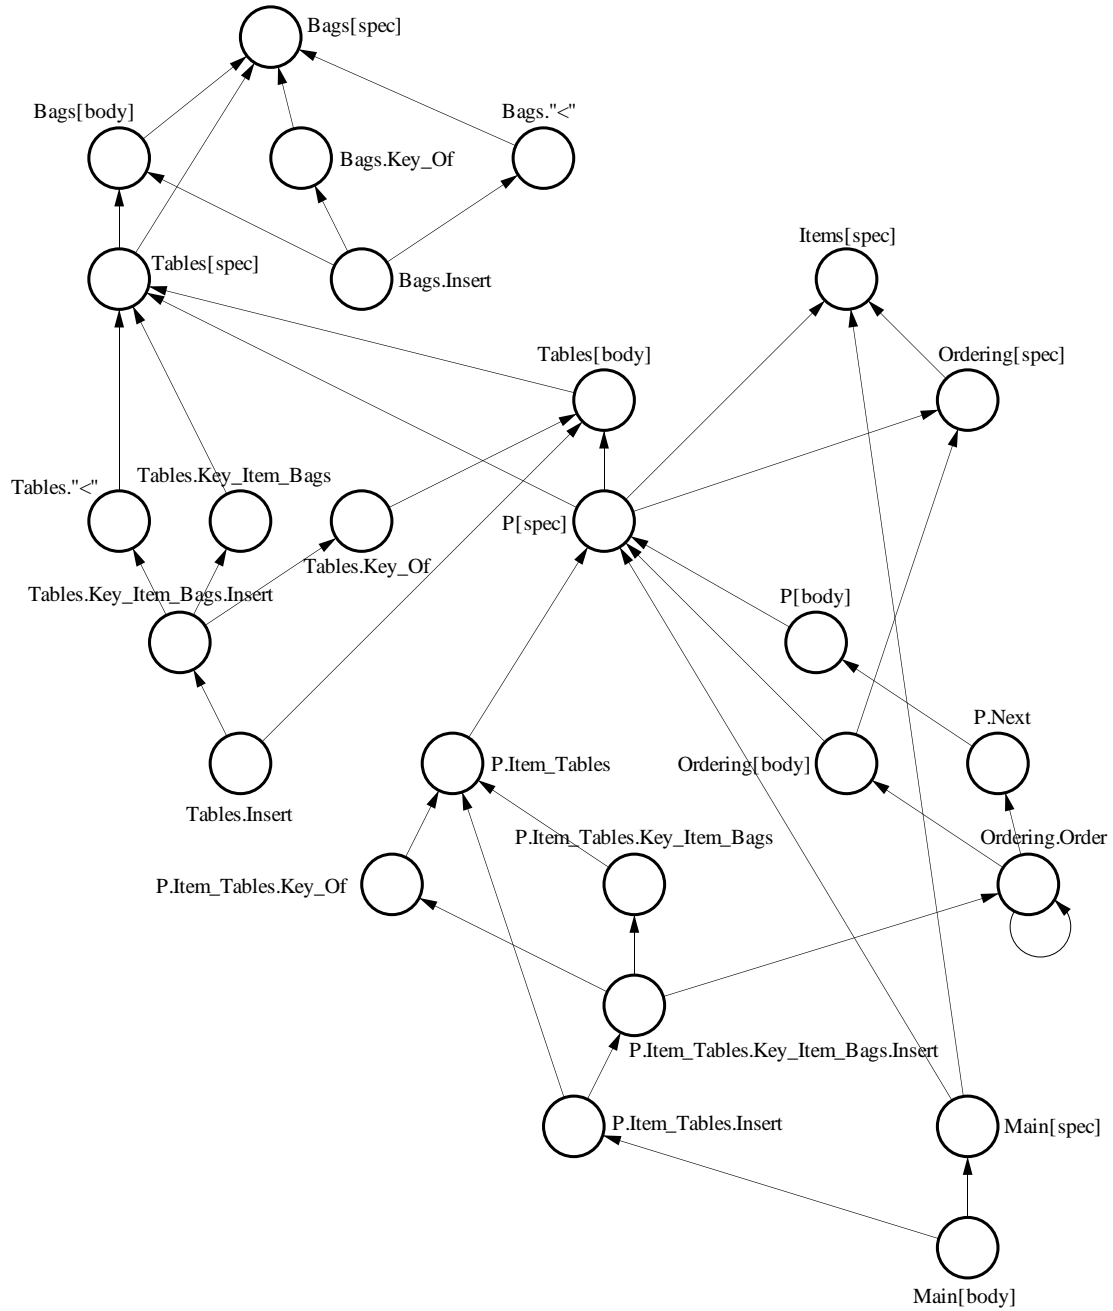 Bags[spec]
Bags[body]
Bags."<"
Bags.Key_Of
Items[spec]
Tables[spec]
Bags.Insert
Tables[body]
Ordering[spec]
Tables.Key_Item_Bags
Tables."<"
P[spec]
Tables.Key_Of
Tables.Key_Item_Bags.Insert
P[body]
P.Next
P.Item_Tables
Ordering[body]
Tables.Insert
P.Item_Tables.Key_Item_Bags
Ordering.Order
P.Item_Tables.Key_Of
P.Item_Tables.Key_Item_Bags.Insert
P.Item_Tables.Insert
Main[spec]
Main[body]